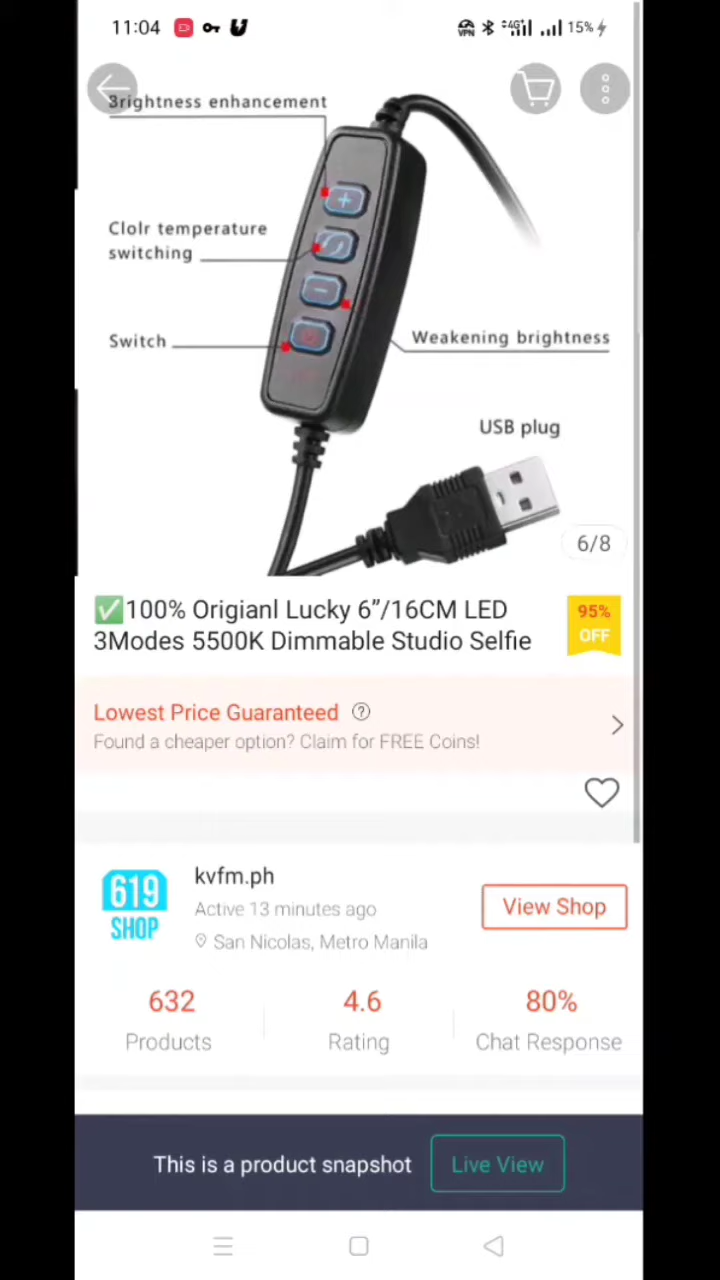 11:04
VPN
4G
15%
Brightness enhancement
Clolr temperature
switching
Switch
Weakening brightness
USB plug
6/8
✅100% Origianl Lucky 6”/16CM LED
3Modes 5500K Dimmable Studio Selfie
95%
OFF
Lowest Price Guaranteed ?
Found a cheaper option? Claim for FREE Coins!
619
SHOP
kvfm.ph
Active 13 minutes ago
San Nicolas, Metro Manila
View Shop
632
4.6
80%
Products
Rating
Chat Response
This is a product snapshot
Live View